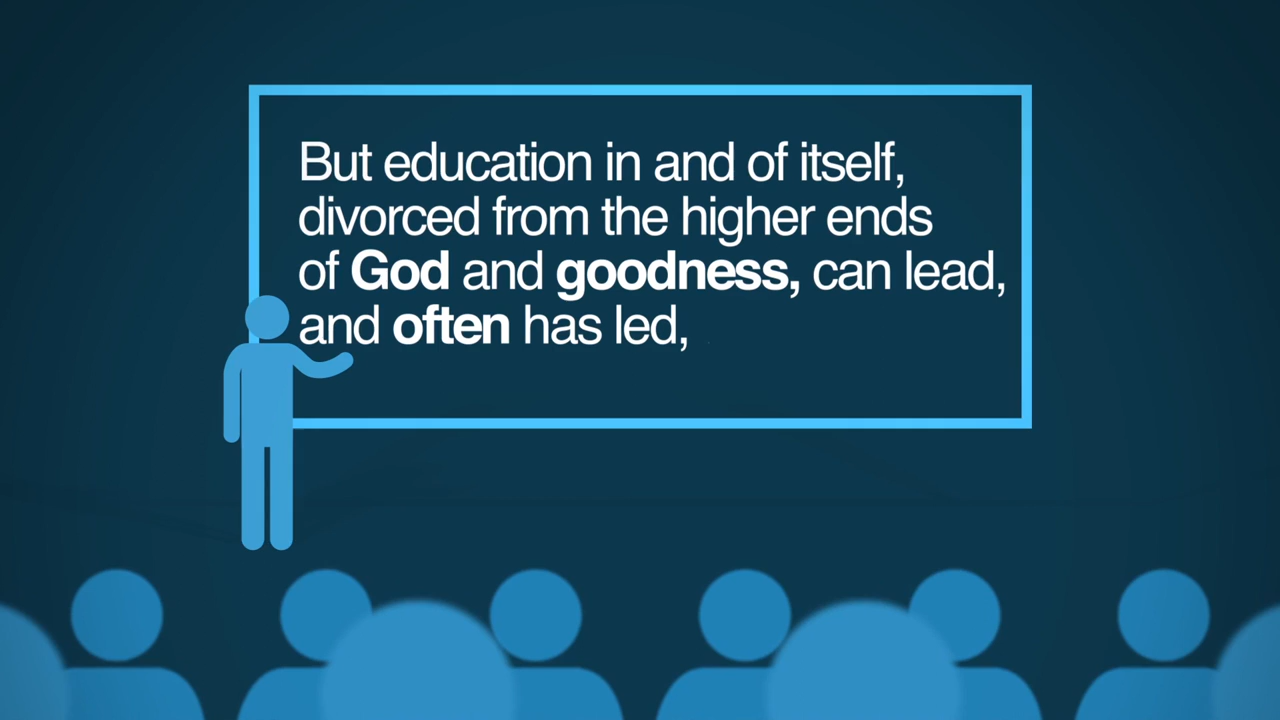 But education in and of itself,
divorced from the higher ends
of God and goodness, can lead,
and often has led,